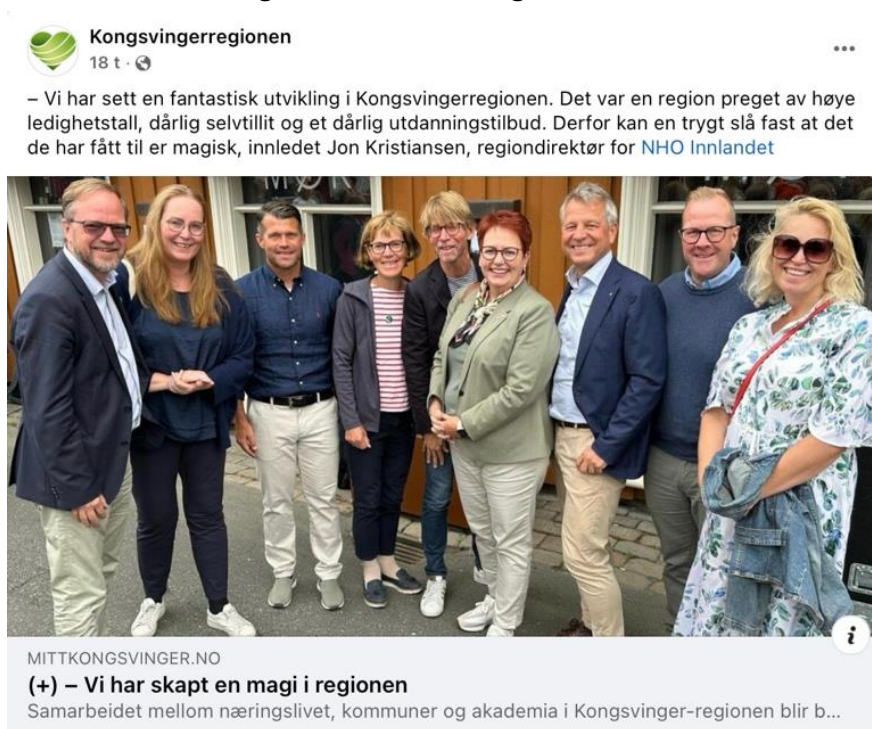 Kongsvingerregionen
18 t ·
– Vi har sett en fantastisk utvikling i Kongsvingerregionen. Det var en region preget av høye
ledighetstall, dårlig selvtillit og et dårlig utdanningstilbud. Derfor kan en trygt slå fast at det
de har fått til er magisk, innledet Jon Kristiansen, regiondirektør for NHO Innlandet
MITTKONGSVINGER.NO
(+) – Vi har skapt en magi i regionen
Samarbeidet mellom næringslivet, kommuner og akademia i Kongsvinger-regionen blir b...